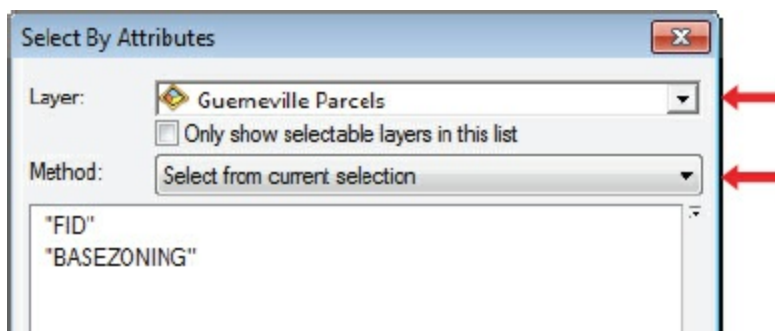 Select By Attributes
Layer: Guerneville Parcels
Only show selectable layers in this list
Method: Select from current selection
"FID"
"BASEZONING"